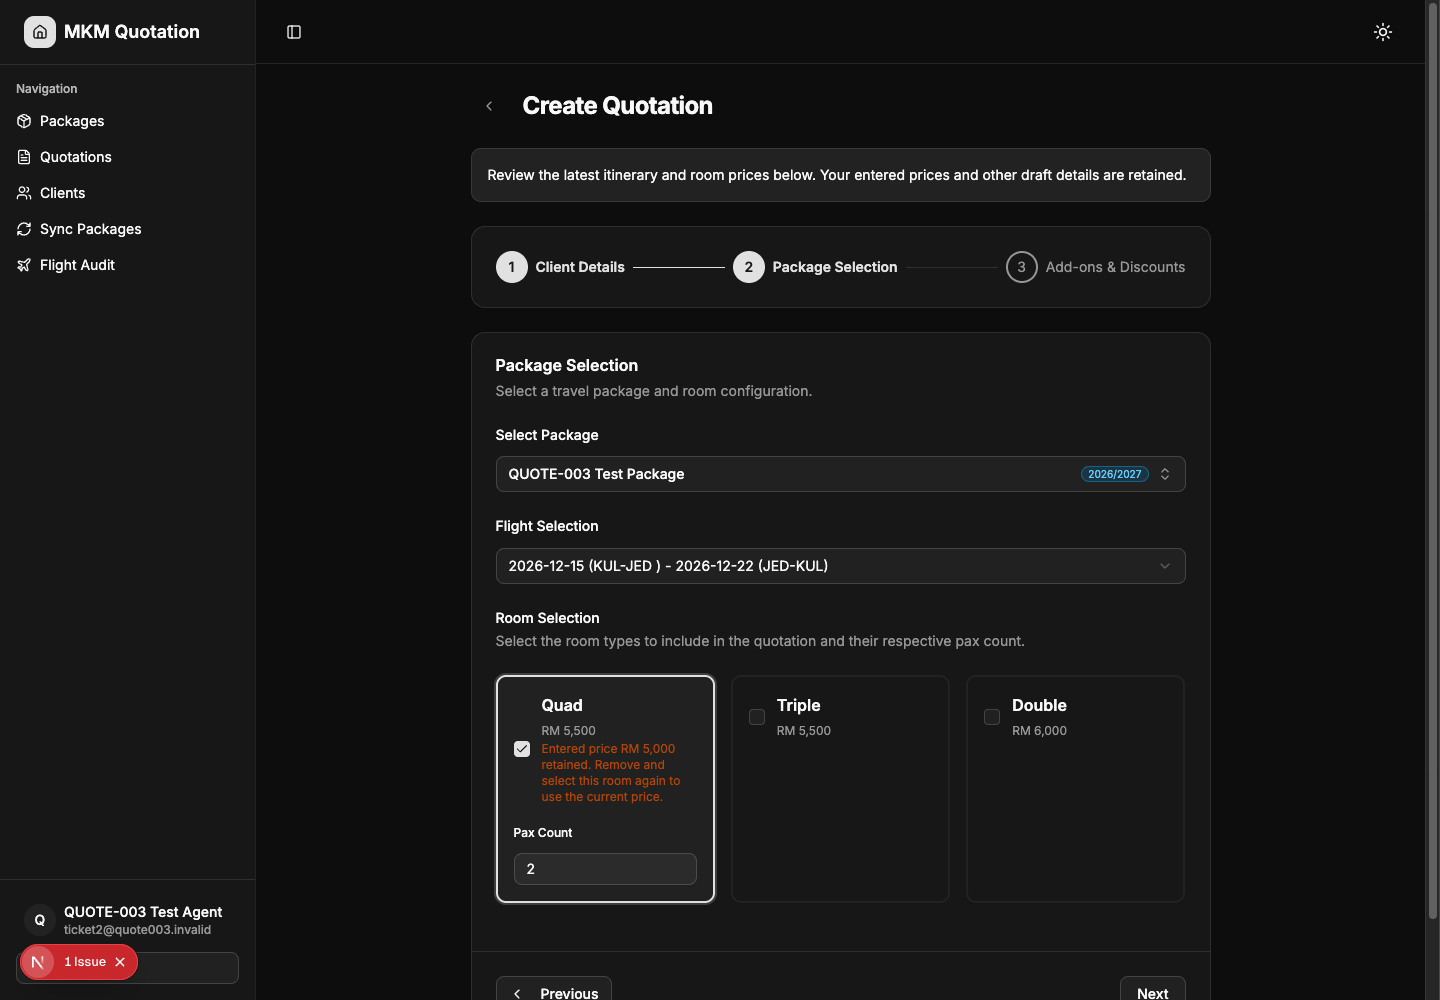 MKM Quotation
Navigation
Packages
Quotations
Clients
Sync Packages
Flight Audit
Create Quotation
Review the latest itinerary and room prices below. Your entered prices and other draft details are retained.
1 Client Details
2 Package Selection
3 Add-ons & Discounts
Package Selection
Select a travel package and room configuration.
Select Package
QUOTE-003 Test Package 2026/2027
Flight Selection
2026-12-15 (KUL-JED ) - 2026-12-22 (JED-KUL)
Room Selection
Select the room types to include in the quotation and their respective pax count.
Quad
RM 5,500
Entered price RM 5,000
retained. Remove and
select this room again to
use the current price.
Pax Count
2
Triple
RM 5,500
Double
RM 6,000
Previous
Next
Q
QUOTE-003 Test Agent
ticket2@quote003.invalid
N 1 Issue